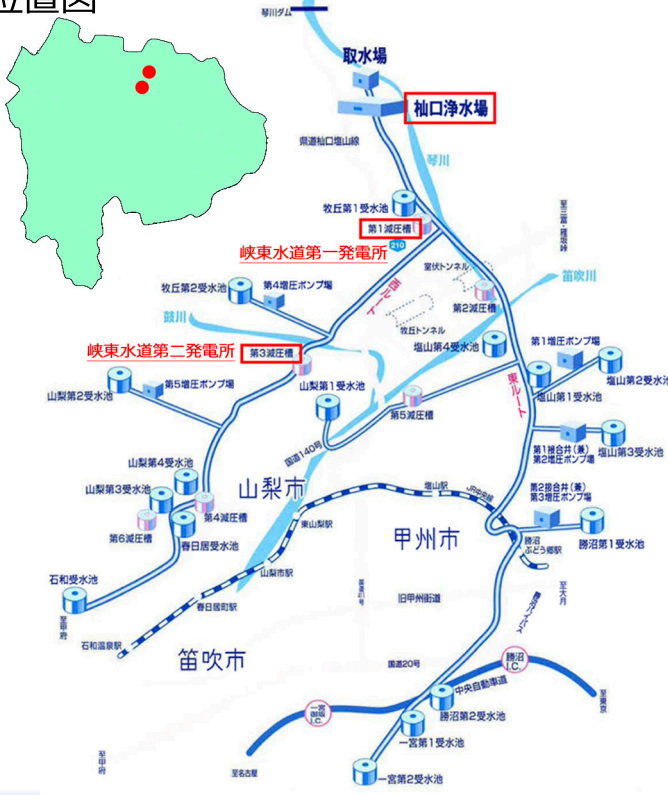 位置図
琴川ダム
取水場
杣口浄水場
県道杣口塩山線
琴川
牧丘第1受水池
第1減圧槽
210
至三富・雁坂峠
峡東水道第一発電所
室伏トンネル
笛吹川
牧丘第2受水池
第4増圧ポンプ場
西ルート
第2減圧槽
鼓川
牧丘トンネル
塩山第4受水池
第1増圧ポンプ場
峡東水道第二発電所
第3減圧槽
塩山第2受水池
山梨第2受水池
第5増圧ポンプ場
山梨第1受水池
第5減圧槽
東ルート
塩山第1受水池
国道140号
第1接合井(兼)
第2増圧ポンプ場
塩山第3受水池
山梨第4受水池
山梨第3受水池
山梨市
塩山駅
JR中央線
第2接合井(兼)
第3増圧ポンプ場
第4減圧槽
第6減圧槽
春日居受水池
東山梨駅
甲州市
勝沼
ぶどう郷駅
勝沼第1受水池
石和受水池
山梨市駅
至甲府
春日居町駅
旧甲州街道
至大月
石和温泉駅
笛吹市
国道20号
勝沼
I.C.
中央自動車道
至東京
一宮
御坂
I.C.
勝沼第2受水池
一宮第1受水池
至甲府
至名古屋
一宮第2受水池